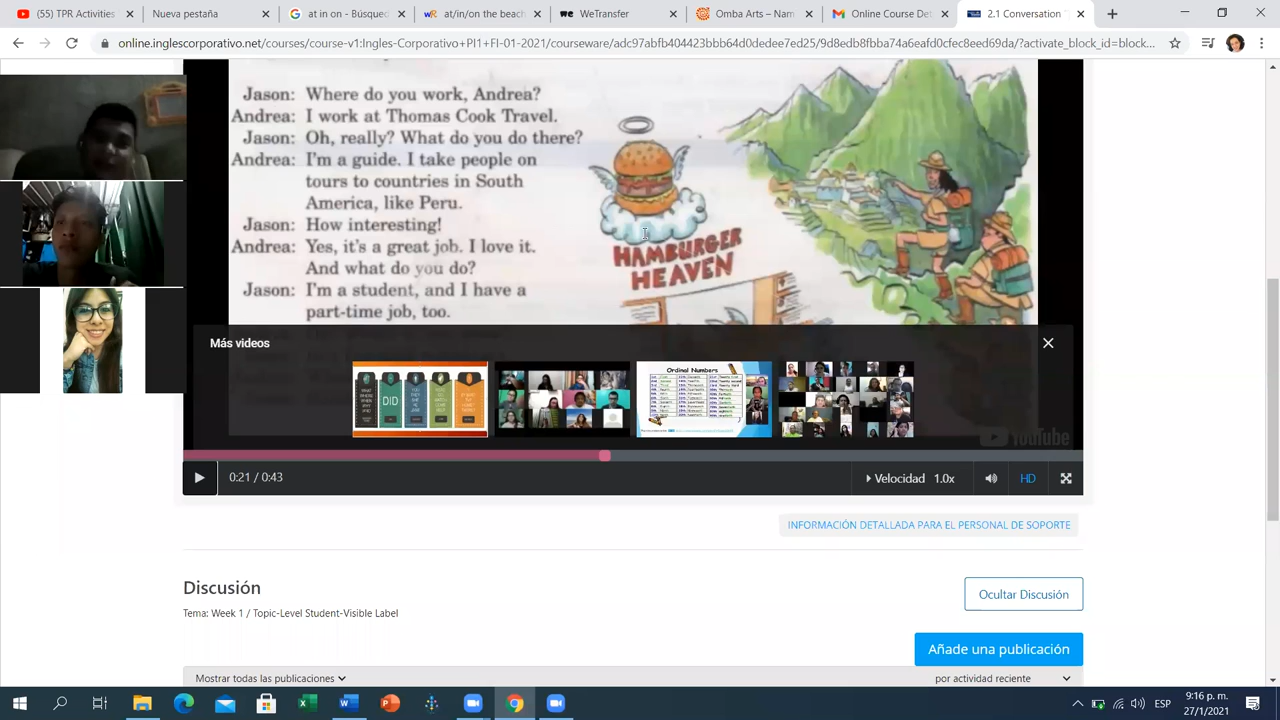 (55) TPR Activities
Nueva pestaña
at in-on - Búsqued
at/in/on the beach
WeTransfer
Omba Arts – Nam
Online Course Det
2.1 Conversation "
online.inglescorporativo.net/courses/course-v1:Ingles-Corporativo+PI1+FI-01-2021/courseware/adc97abfb404423bbb64d0dedee7ed25/9d8edb8fbba74a6eafd0cfec8eed69da/?activate_block_id=block...
Jason: Where do you work, Andrea?
Andrea: I work at Thomas Cook Travel.
Jason: Oh, really? What do you do there?
Andrea: I'm a guide. I take people on
tours to countries in South
America, like Peru.
Jason: How interesting!
Andrea: Yes, it's a great job. I love it.
And what do you do?
Jason: I'm a student, and I have a
part-time job, too.
HAMBURGER
HEAVEN
Más videos
DID
Ordinal Numbers
YouTube
0:21 / 0:43
Velocidad 1.0x
HD
INFORMACIÓN DETALLADA PARA EL PERSONAL DE SOPORTE
Discusión
Tema: Week 1 / Topic-Level Student-Visible Label
Ocultar Discusión
Añade una publicación
Mostrar todas las publicaciones
por actividad reciente
ESP
9:16 p. m.
27/1/2021